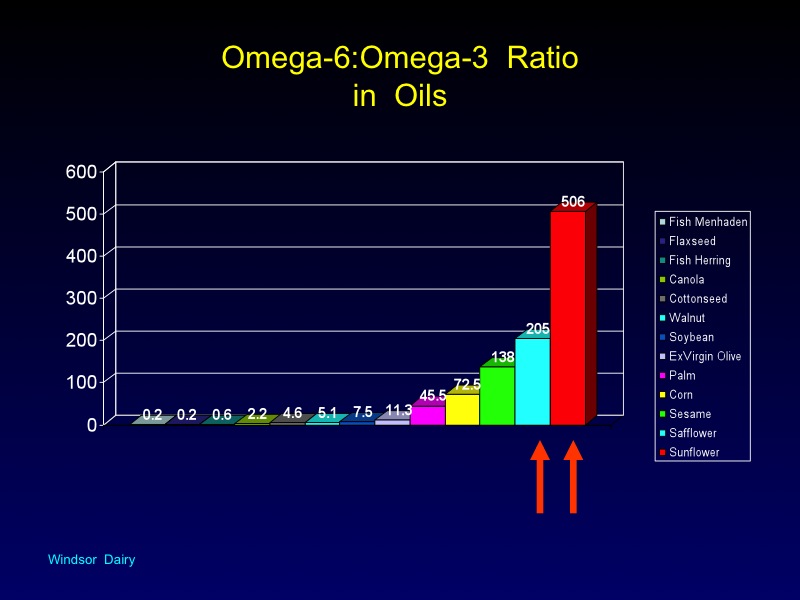 Omega-6:Omega-3 Ratio
in Oils
600
500
400
300
200
100
0
0.2
0.2
0.6
2.2
4.6
5.1
7.5
11.3
45.5
72.5
138
205
506
Fish Menhaden
Flaxseed
Fish Herring
Canola
Cottonseed
Walnut
Soybean
ExVirgin Olive
Palm
Corn
Sesame
Safflower
Sunflower
Windsor Dairy